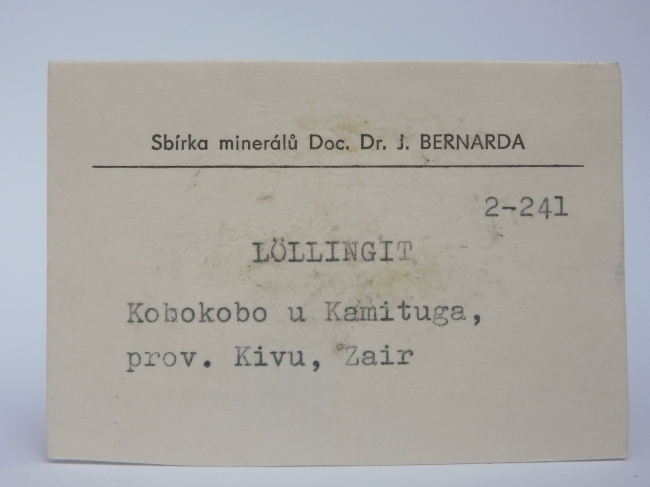 Sbírka minerálů Doc. Dr. J. BERNARDA
2-241
LÖLLINGIT
Kobokobo u Kamituga,
prov. Kivu, Zair